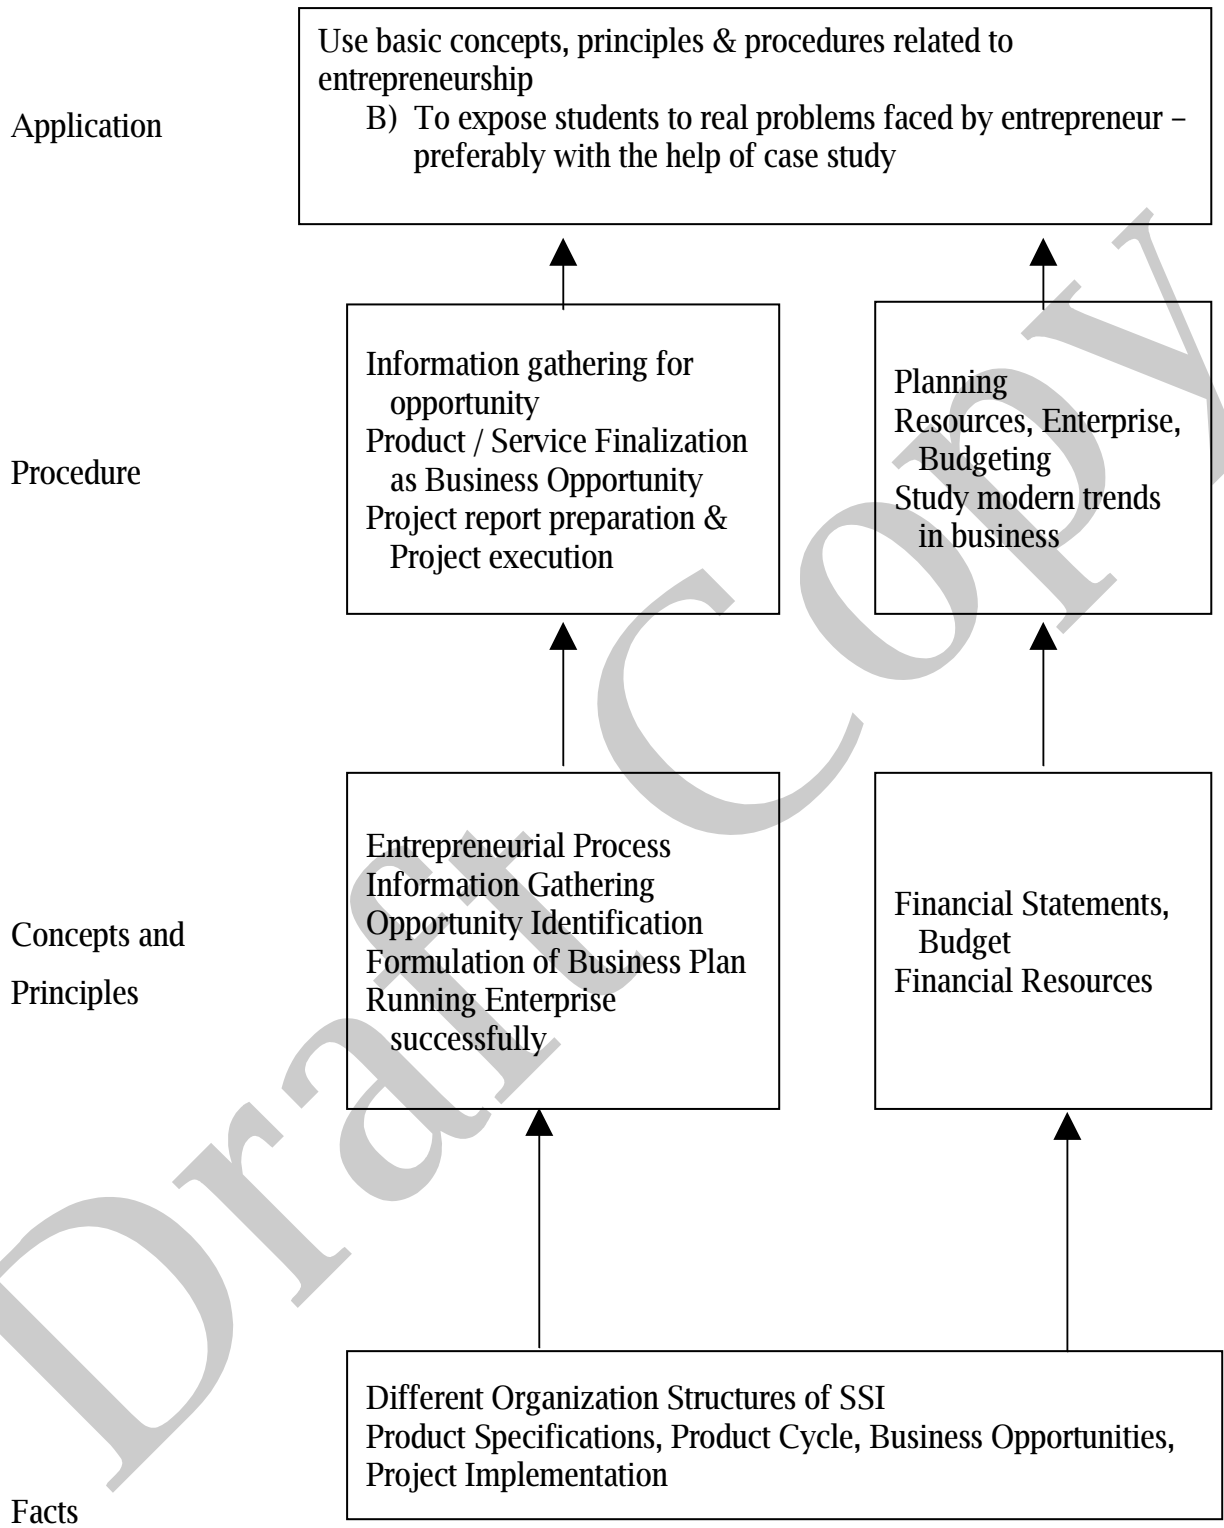 Use basic concepts, principles & procedures related to
entrepreneurship
B) To expose students to real problems faced by entrepreneur –
preferably with the help of case study
Application
Information gathering for
opportunity
Product / Service Finalization
as Business Opportunity
Project report preparation &
Project execution
Planning
Resources, Enterprise,
Budgeting
Study modern trends
in business
Procedure
Entrepreneurial Process
Information Gathering
Opportunity Identification
Formulation of Business Plan
Running Enterprise
successfully
Financial Statements,
Budget
Financial Resources
Concepts and
Principles
Different Organization Structures of SSI
Product Specifications, Product Cycle, Business Opportunities,
Project Implementation
Facts
Draft Copy